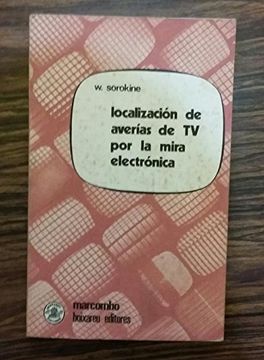 w. sorokine
localización de
averías de TV
por la mira
electrónica
marcombo
boixareu editores